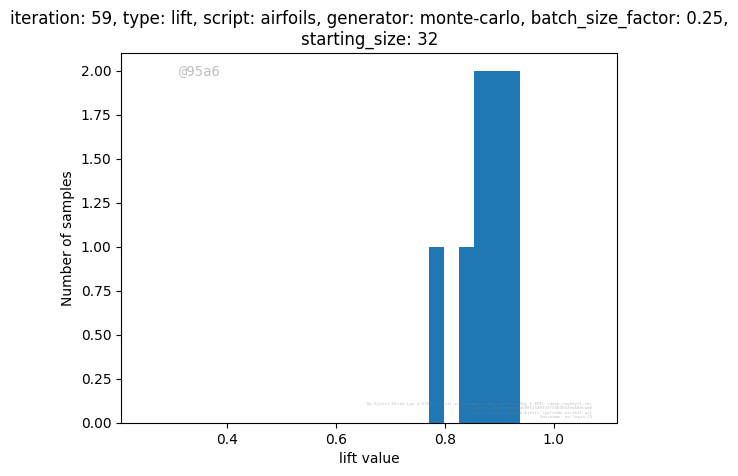 iteration: 59, type: lift, script: airfoils, generator: monte-carlo, batch_size_factor: 0.25,
starting_size: 32
@95a6
2.00
1.75
1.50
1.25
1.00
0.75
0.50
0.25
0.00
Number of samples
0.4 0.6 0.8 1.0
lift value